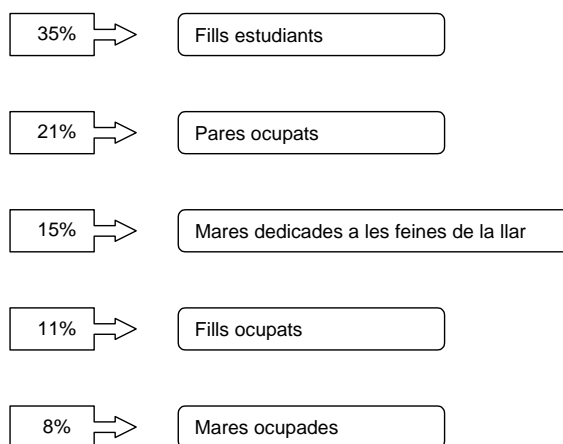 35% Fills estudiants
21% Pares ocupats
15% Mares dedicades a les feines de la llar
11% Fills ocupats
8% Mares ocupades